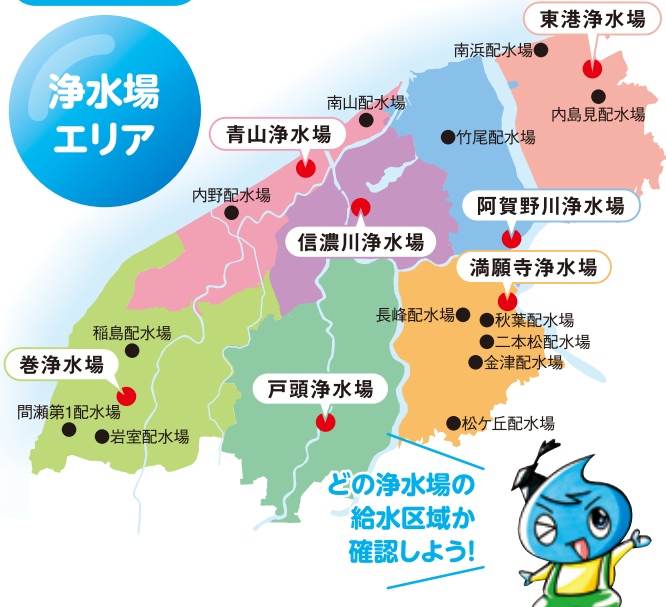 浄水場
エリア
東港浄水場
南浜配水場
内島見配水場
南山配水場
青山浄水場
竹尾配水場
内野配水場
阿賀野川浄水場
信濃川浄水場
満願寺浄水場
長峰配水場
秋葉配水場
稲島配水場
二本松配水場
巻浄水場
金津配水場
戸頭浄水場
間瀬第1配水場
岩室配水場
松ケ丘配水場
どの浄水場の
給水区域か
確認しよう!